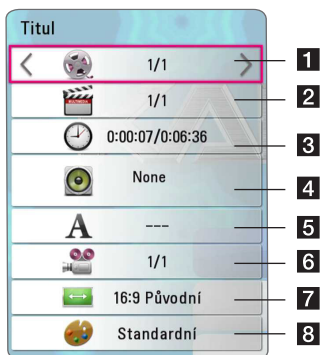 Titul
1/1 1
1/1 2
0:00:07/0:06:36 3
None 4
A --- 5
1/1 6
16:9 Původní 7
Standardní 8